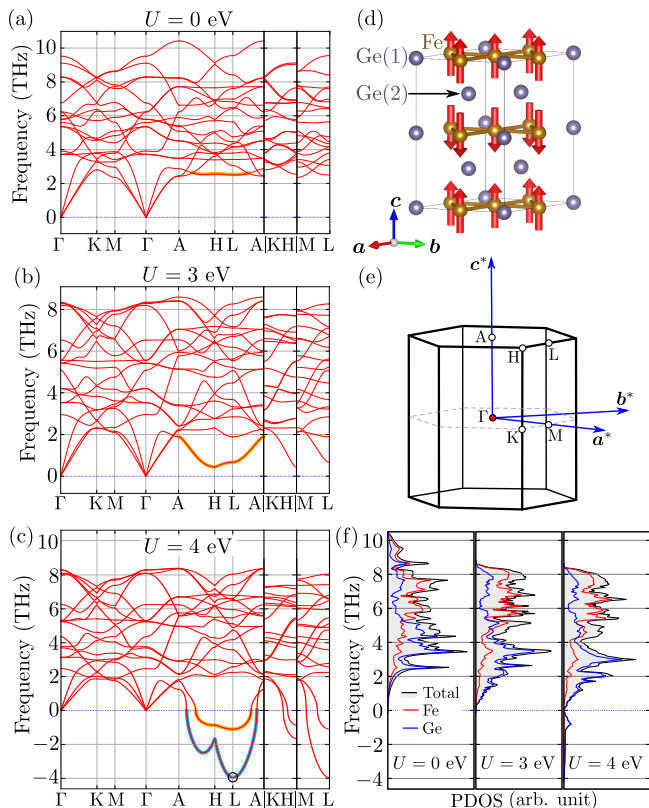 (a) U = 0 eV
Frequency (THz)
10
8
6
4
2
0
Γ K M Γ A H L A K H M L
(b) U = 3 eV
Frequency (THz)
8
6
4
2
0
Γ K M Γ A H L A K H M L
(c) U = 4 eV
Frequency (THz)
10
8
6
4
2
0
−2
−4
Γ K M Γ A H L A K H M L
(d)
Fe
Ge(1)
Ge(2)
c
a b
(e)
c*
A
H L
Γ
b*
K M
a*
(f)
Frequency (THz)
10
8
6
4
2
0
−2
−4
Total
Fe
Ge
U = 0 eV U = 3 eV U = 4 eV
PDOS (arb. unit)